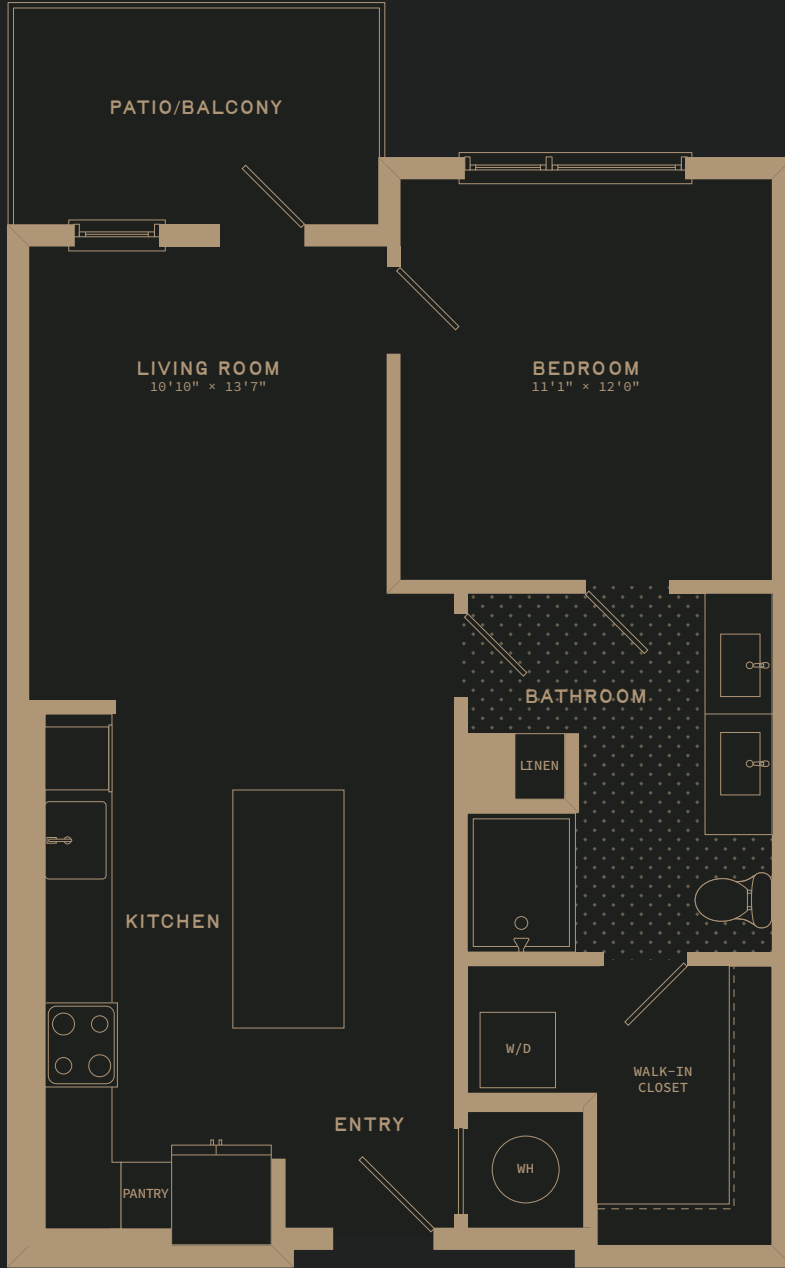 PATIO/BALCONY
LIVING ROOM
10'10" × 13'7"
BEDROOM
11'1" × 12'0"
BATHROOM
LINEN
KITCHEN
W/D
WALK-IN
CLOSET
ENTRY
WH
PANTRY